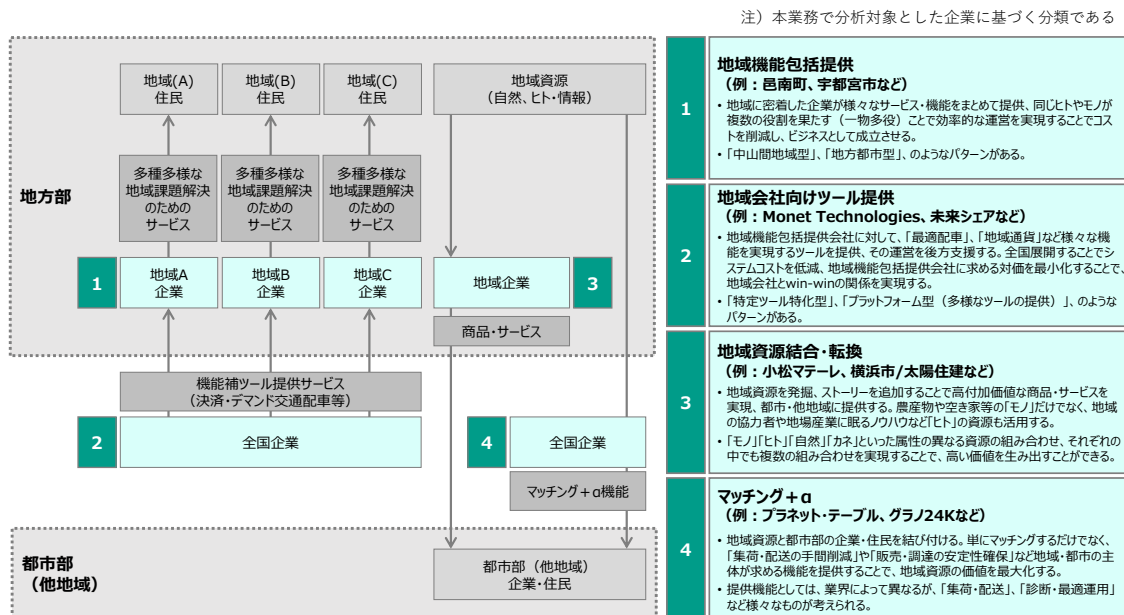 注）本業務で分析対象とした企業に基づく分類である
地方部
地域(A)
住民
地域(B)
住民
地域(C)
住民
地域資源
（自然、ヒト・情報）
多種多様な
地域課題解決
のための
サービス
多種多様な
地域課題解決
のための
サービス
多種多様な
地域課題解決
のための
サービス
1
地域A
企業
地域B
企業
地域C
企業
地域企業
3
商品・サービス
機能補ツール提供サービス
（決済・デマンド交通配車等）
2
全国企業
4
全国企業
マッチング＋α機能
都市部
（他地域）
都市部（他地域）
企業・住民
1
地域機能包括提供
（例：邑南町、宇都宮市など）
• 地域に密着した企業が様々なサービス・機能をまとめて提供、同じヒトやモノが
複数の役割を果たす（一物多役）ことで効率的な運営を実現することでコス
トを削減し、ビジネスとして成立させる。
• 「中山間地域型」、「地方都市型」、のようなパターンがある。
2
地域会社向けツール提供
（例：Monet Technologies、未来シェアなど）
• 地域機能包括提供会社に対して、「最適配車」、「地域通貨」など様々な機
能を実現するツールを提供、その運営を後方支援する。全国展開することでシ
ステムコストを低減、地域機能包括提供会社に求める対価を最小化することで、
地域会社とwin-winの関係を実現する。
• 「特定ツール特化型」、「プラットフォーム型（多様なツールの提供）」、のような
パターンがある。
3
地域資源結合・転換
（例：小松マテーレ、横浜市/太陽住建など）
• 地域資源を発掘、ストーリーを追加することで高付加価値な商品・サービスを
実現、都市・他地域に提供する。農産物や空き家等の「モノ」だけでなく、地域
の協力者や地場産業に眠るノウハウなど「ヒト」の資源も活用する。
• 「モノ」「ヒト」「自然」「カネ」といった属性の異なる資源の組み合わせ、それぞれの
中でも複数の組み合わせを実現することで、高い価値を生み出すことができる。
4
マッチング＋α
（例：プラネット・テーブル、グラノ24Kなど）
• 地域資源と都市部の企業・住民を結び付ける。単にマッチングするだけでなく、
「集荷・配送の手間削減」や「販売・調達の安定性確保」など地域・都市の主
体が求める機能を提供することで、地域資源の価値を最大化する。
• 提供機能としては、業界によって異なるが、「集荷・配送」、「診断・最適運用」
など様々なものが考えられる。